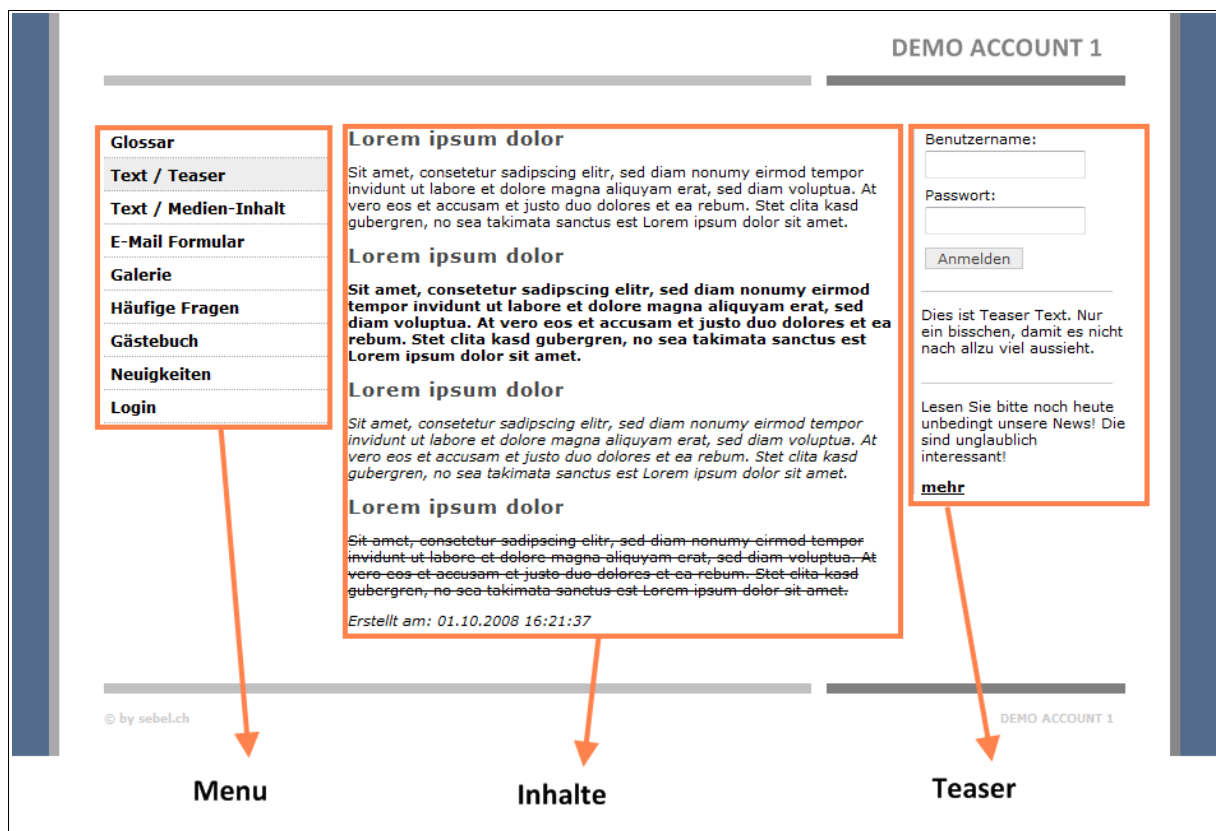 DEMO ACCOUNT 1
Glossar
Text / Teaser
Text / Medien-Inhalt
E-Mail Formular
Galerie
Häufige Fragen
Gästebuch
Neuigkeiten
Login
Lorem ipsum dolor
Sit amet, consetetur sadipscing elitr, sed diam nonumy eirmod tempor
invidunt ut labore et dolore magna aliquyam erat, sed diam voluptua. At
vero eos et accusam et justo duo dolores et ea rebum. Stet clita kasd
gubergren, no sea takimata sanctus est Lorem ipsum dolor sit amet.
Lorem ipsum dolor
Sit amet, consetetur sadipscing elitr, sed diam nonumy eirmod
tempor invidunt ut labore et dolore magna aliquyam erat, sed
diam voluptua. At vero eos et accusam et justo duo dolores et ea
rebum. Stet clita kasd gubergren, no sea takimata sanctus est
Lorem ipsum dolor sit amet.
Lorem ipsum dolor
Sit amet, consetetur sadipscing elitr, sed diam nonumy eirmod tempor
invidunt ut labore et dolore magna aliquyam erat, sed diam voluptua. At
vero eos et accusam et justo duo dolores et ea rebum. Stet clita kasd
gubergren, no sea takimata sanctus est Lorem ipsum dolor sit amet.
Lorem ipsum dolor
Sit amet, consetetur sadipscing elitr, sed diam nonumy eirmod tempor
invidunt ut labore et dolore magna aliquyam erat, sed diam voluptua. At
vero eos et accusam et justo duo dolores et ea rebum. Stet clita kasd
gubergren, no sea takimata sanctus est Lorem ipsum dolor sit amet.
Erstellt am: 01.10.2008 16:21:37
Benutzername:
Passwort:
Anmelden
Dies ist Teaser Text. Nur
ein bisschen, damit es nicht
nach allzu viel aussieht.
Lesen Sie bitte noch heute
unbedingt unsere News! Die
sind unglaublich
interessant!
mehr
© by sebel.ch
DEMO ACCOUNT 1
Menu
Inhalte
Teaser